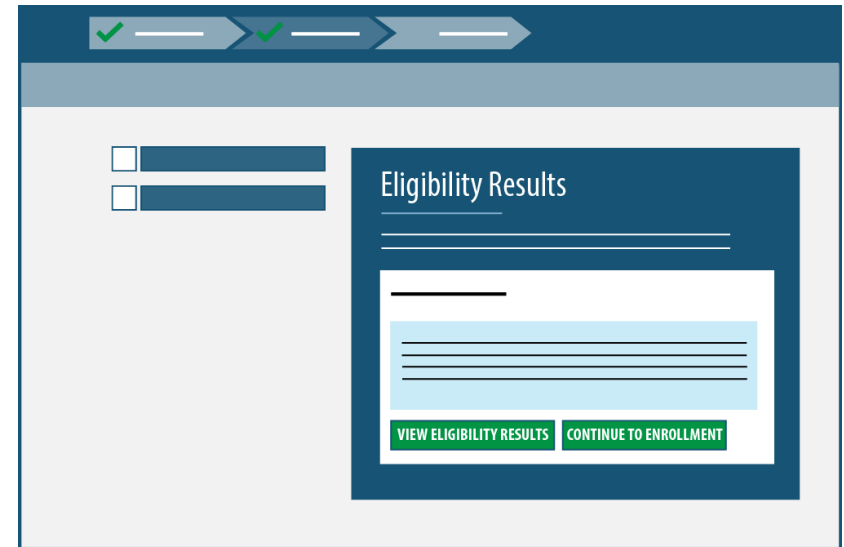 Eligibility Results
VIEW ELIGIBILITY RESULTS
CONTINUE TO ENROLLMENT